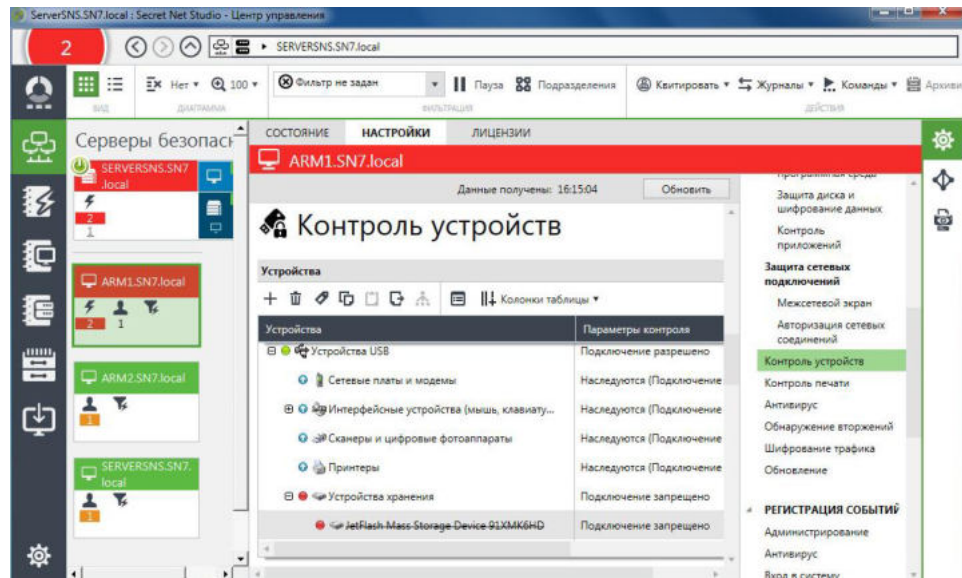 ServerSNS.SN7.local : Secret Net Studio - Центр управления
2
SERVERSNS.SN7.local
Нет
100
Фильтр не задан
Пауза
Подразделения
Квитировать
Журналы
Команды
Архиви
ВИД
ДИАГРАММА
ФИЛЬТРАЦИЯ
ДЕЙСТВИЯ
Серверы безопасн
SERVERSNS.SN7
.local
2
1
ARM1.SN7.local
2 1
ARM2.SN7.local
1
SERVERSNS.SN7.
local
1
СОСТОЯНИЕ НАСТРОЙКИ ЛИЦЕНЗИИ
ARM1.SN7.local
Данные получены: 16:15:04
Обновить
Контроль устройств
Устройства
Колонки таблицы
Устройства Параметры контроля
Устройства USB Подключение разрешено
Сетевые платы и модемы Наследуются (Подключение
Интерфейсные устройства (мышь, клавиату... Наследуются (Подключение
Сканеры и цифровые фотоаппараты Наследуются (Подключение
Принтеры Наследуются (Подключение
Устройства хранения Подключение запрещено
JetFlash Mass Storage Device 91XMK6HD Подключение запрещено
Программная среда
Защита диска и
шифрование данных
Контроль
приложений
Защита сетевых
подключений
Межсетевой экран
Авторизация сетевых
соединений
Контроль устройств
Контроль печати
Антивирус
Обнаружение вторжений
Шифрование трафика
Обновление
РЕГИСТРАЦИЯ СОБЫТИЙ
Администрирование
Антивирус
Вход в систему